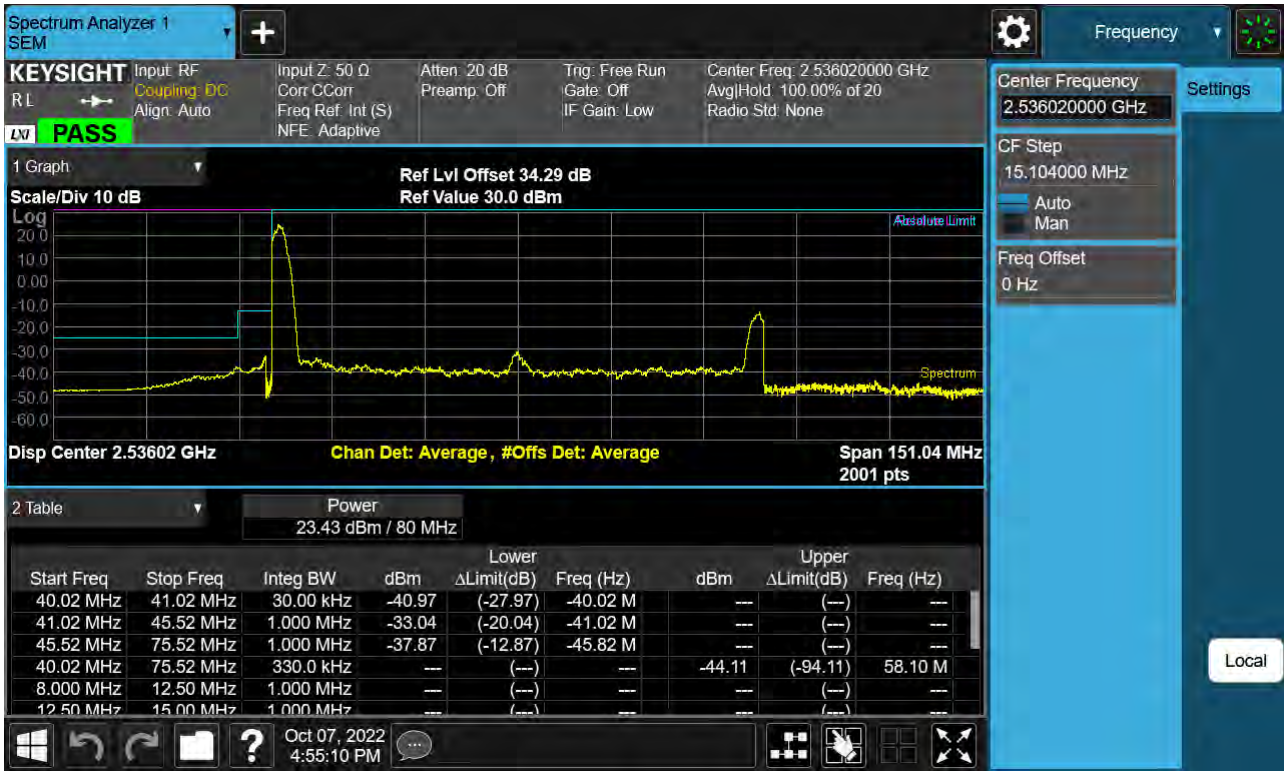 Spectrum Analyzer 1
SEM
+
Frequency
KEYSIGHT
RL
LXI
PASS
Input: RF
Coupling: DC
Align: Auto
Input Z: 50 Ω
Corr CCorr
Freq Ref: Int (S)
NFE: Adaptive
Atten: 20 dB
Preamp: Off
Trig: Free Run
Gate: Off
IF Gain: Low
Center Freq: 2.536020000 GHz
Avg|Hold: 100.00% of 20
Radio Std: None
Center Frequency
2.536020000 GHz
Settings
CF Step
15.104000 MHz
Auto
Man
Freq Offset
0 Hz
Local
1 Graph
Scale/Div 10 dB
Ref Lvl Offset 34.29 dB
Ref Value 30.0 dBm
Log
Absolute Limit
20.0
10.0
0.00
-10.0
-20.0
-30.0
-40.0
-50.0
-60.0
Spectrum
Disp Center 2.53602 GHz
Chan Det: Average, #Offs Det: Average
Span 151.04 MHz
2001 pts
2 Table
Power
23.43 dBm / 80 MHz
Lower Upper
Start Freq Stop Freq Integ BW dBm ΔLimit(dB) Freq (Hz) dBm ΔLimit(dB) Freq (Hz)
40.02 MHz 41.02 MHz 30.00 kHz -40.97 (-27.97) -40.02 M --- (---) ---
41.02 MHz 45.52 MHz 1.000 MHz -33.04 (-20.04) -41.02 M --- (---) ---
45.52 MHz 75.52 MHz 1.000 MHz -37.87 (-12.87) -45.82 M --- (---) ---
40.02 MHz 75.52 MHz 330.0 kHz --- (---) --- -44.11 (-94.11) 58.10 M
8.000 MHz 12.50 MHz 1.000 MHz --- (---) --- --- (---) ---
12.50 MHz 15.00 MHz 1.000 MHz --- (---) --- --- (---) ---
?
Oct 07, 2022
4:55:10 PM